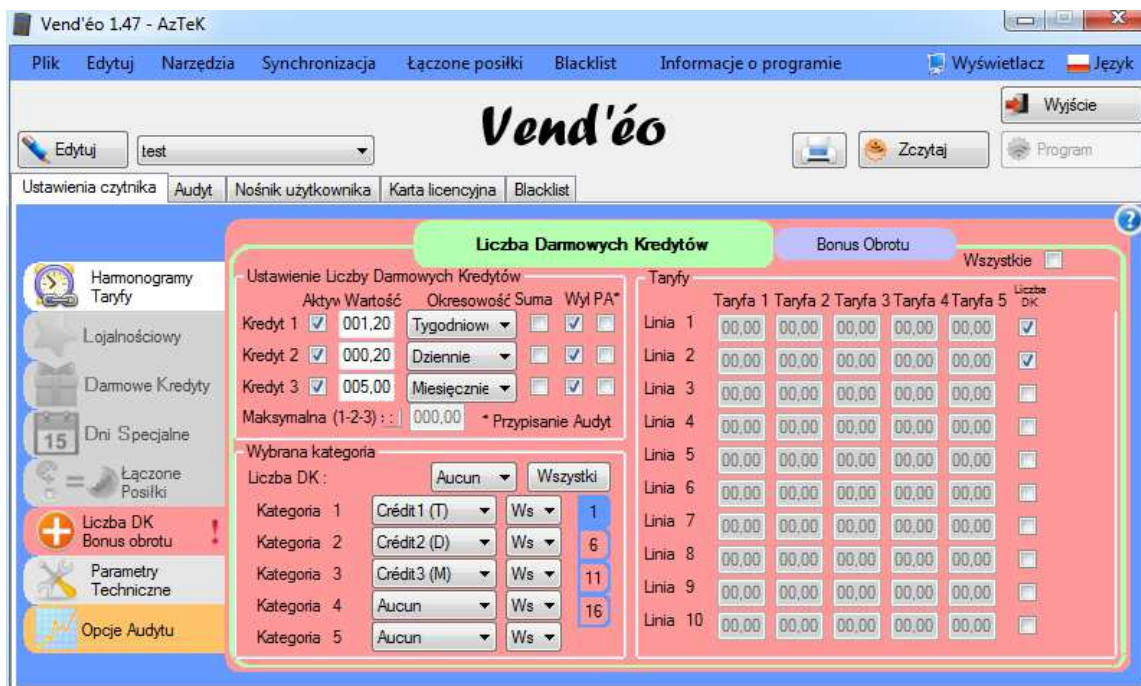 Vend'éo 1.47 - AzTeK
Plik Edytuj Narzędzia Synchronizacja Łączone posiłki Blacklist Informacje o programie Wyświetlacz Język
Vend'éo
Wyjście
Edytuj test Zczytaj Program
Ustawienia czytnika Audyt Nośnik użytkownika Karta licencyjna Blacklist
Harmonogramy
Taryfy
Lojalnościowy
Darmowe Kredyty
15 Dni Specjalne
Łączone
Posiłki
Liczba DK
Bonus obrotu !
Parametry
Techniczne
Opcje Audytu
Liczba Darmowych Kredytów Bonus Obrotu
Wszystkie
Ustawienie Liczby Darmowych Kredytów
Aktyw Wartość Okresowość Suma Wył PA*
Kredyt 1 001,20 Tygodniow
Kredyt 2 000,20 Dziennie
Kredyt 3 005,00 Miesięcznie
Maksymalna (1-2-3) : : 000,00 * Przypisanie Audyt
Wybrana kategoria
Liczba DK : Aucun Wszystki
Kategoria 1 Crédit1 (T) Ws 1
Kategoria 2 Crédit2 (D) Ws 6
Kategoria 3 Crédit3 (M) Ws 11
Kategoria 4 Aucun Ws 16
Kategoria 5 Aucun Ws
Taryfy
Taryfa 1 Taryfa 2 Taryfa 3 Taryfa 4 Taryfa 5 Liczba DK
Linia 1 00,00 00,00 00,00 00,00 00,00
Linia 2 00,00 00,00 00,00 00,00 00,00
Linia 3 00,00 00,00 00,00 00,00 00,00
Linia 4 00,00 00,00 00,00 00,00 00,00
Linia 5 00,00 00,00 00,00 00,00 00,00
Linia 6 00,00 00,00 00,00 00,00 00,00
Linia 7 00,00 00,00 00,00 00,00 00,00
Linia 8 00,00 00,00 00,00 00,00 00,00
Linia 9 00,00 00,00 00,00 00,00 00,00
Linia 10 00,00 00,00 00,00 00,00 00,00